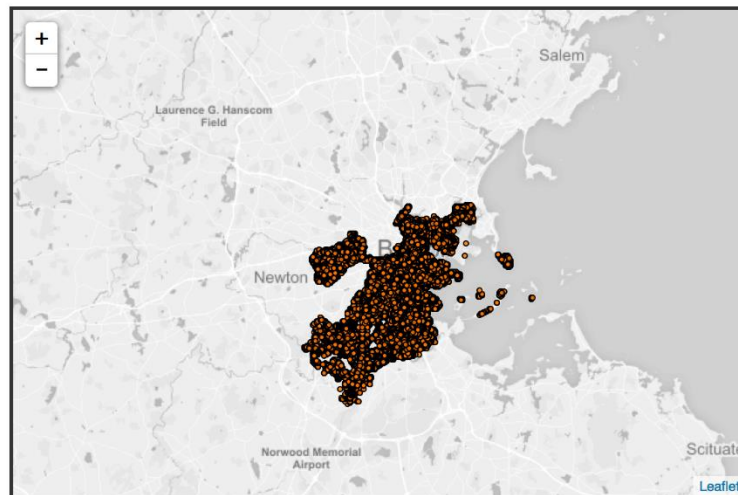 +
−
Salem
Laurence G. Hanscom
Field
Newton
Norwood Memorial
Airport
Scituate
Leaflet